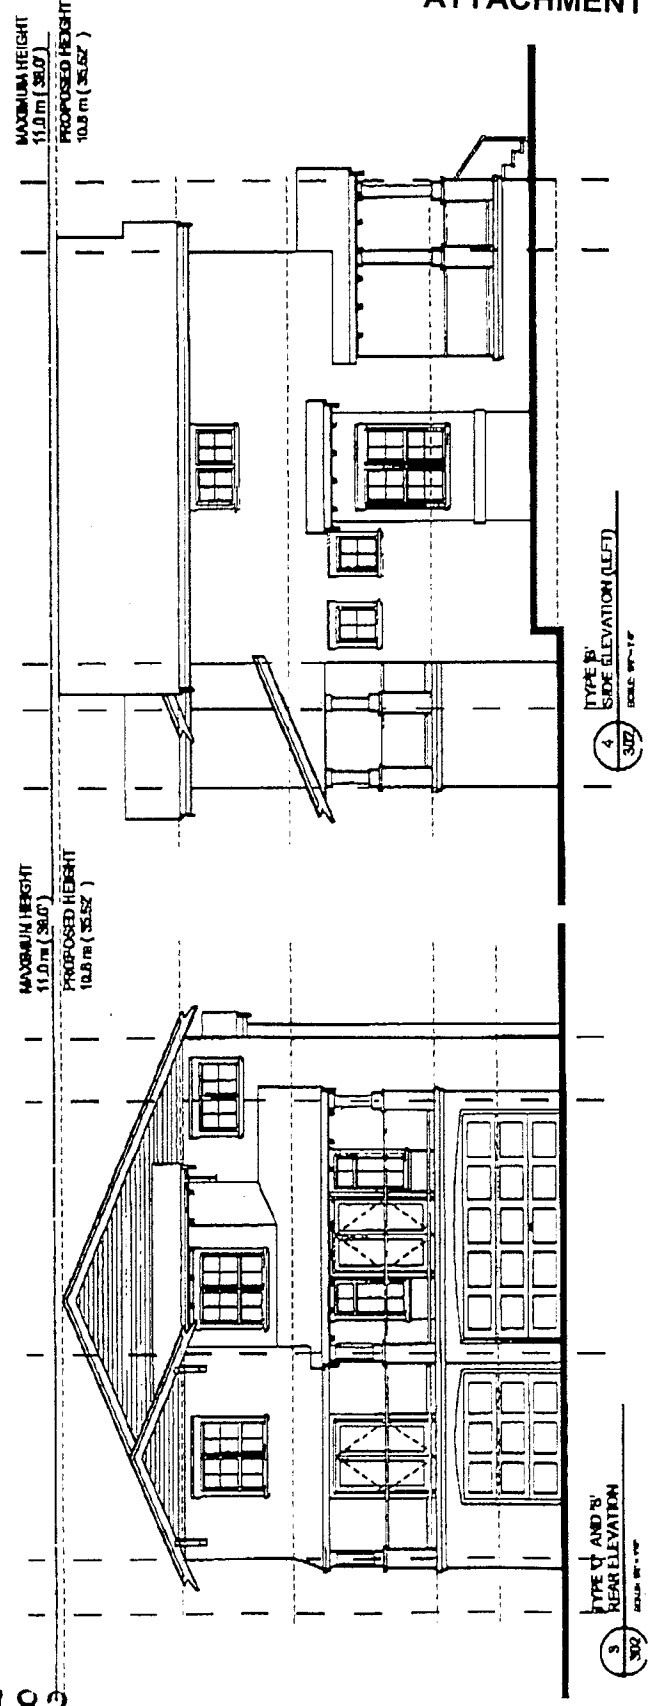 ATTACHMENT
MAXIMUM HEIGHT
11.0 m ( 36.0' )
PROPOSED HEIGHT
10.8 m ( 35.52' )
4
302
TYPE 'B'
SIDE ELEVATION (LEFT)
MAXIMUM HEIGHT
11.0 m ( 36.0' )
PROPOSED HEIGHT
10.8 m ( 35.52' )
3
302
TYPE 'C' AND 'B'
REAR ELEVATION